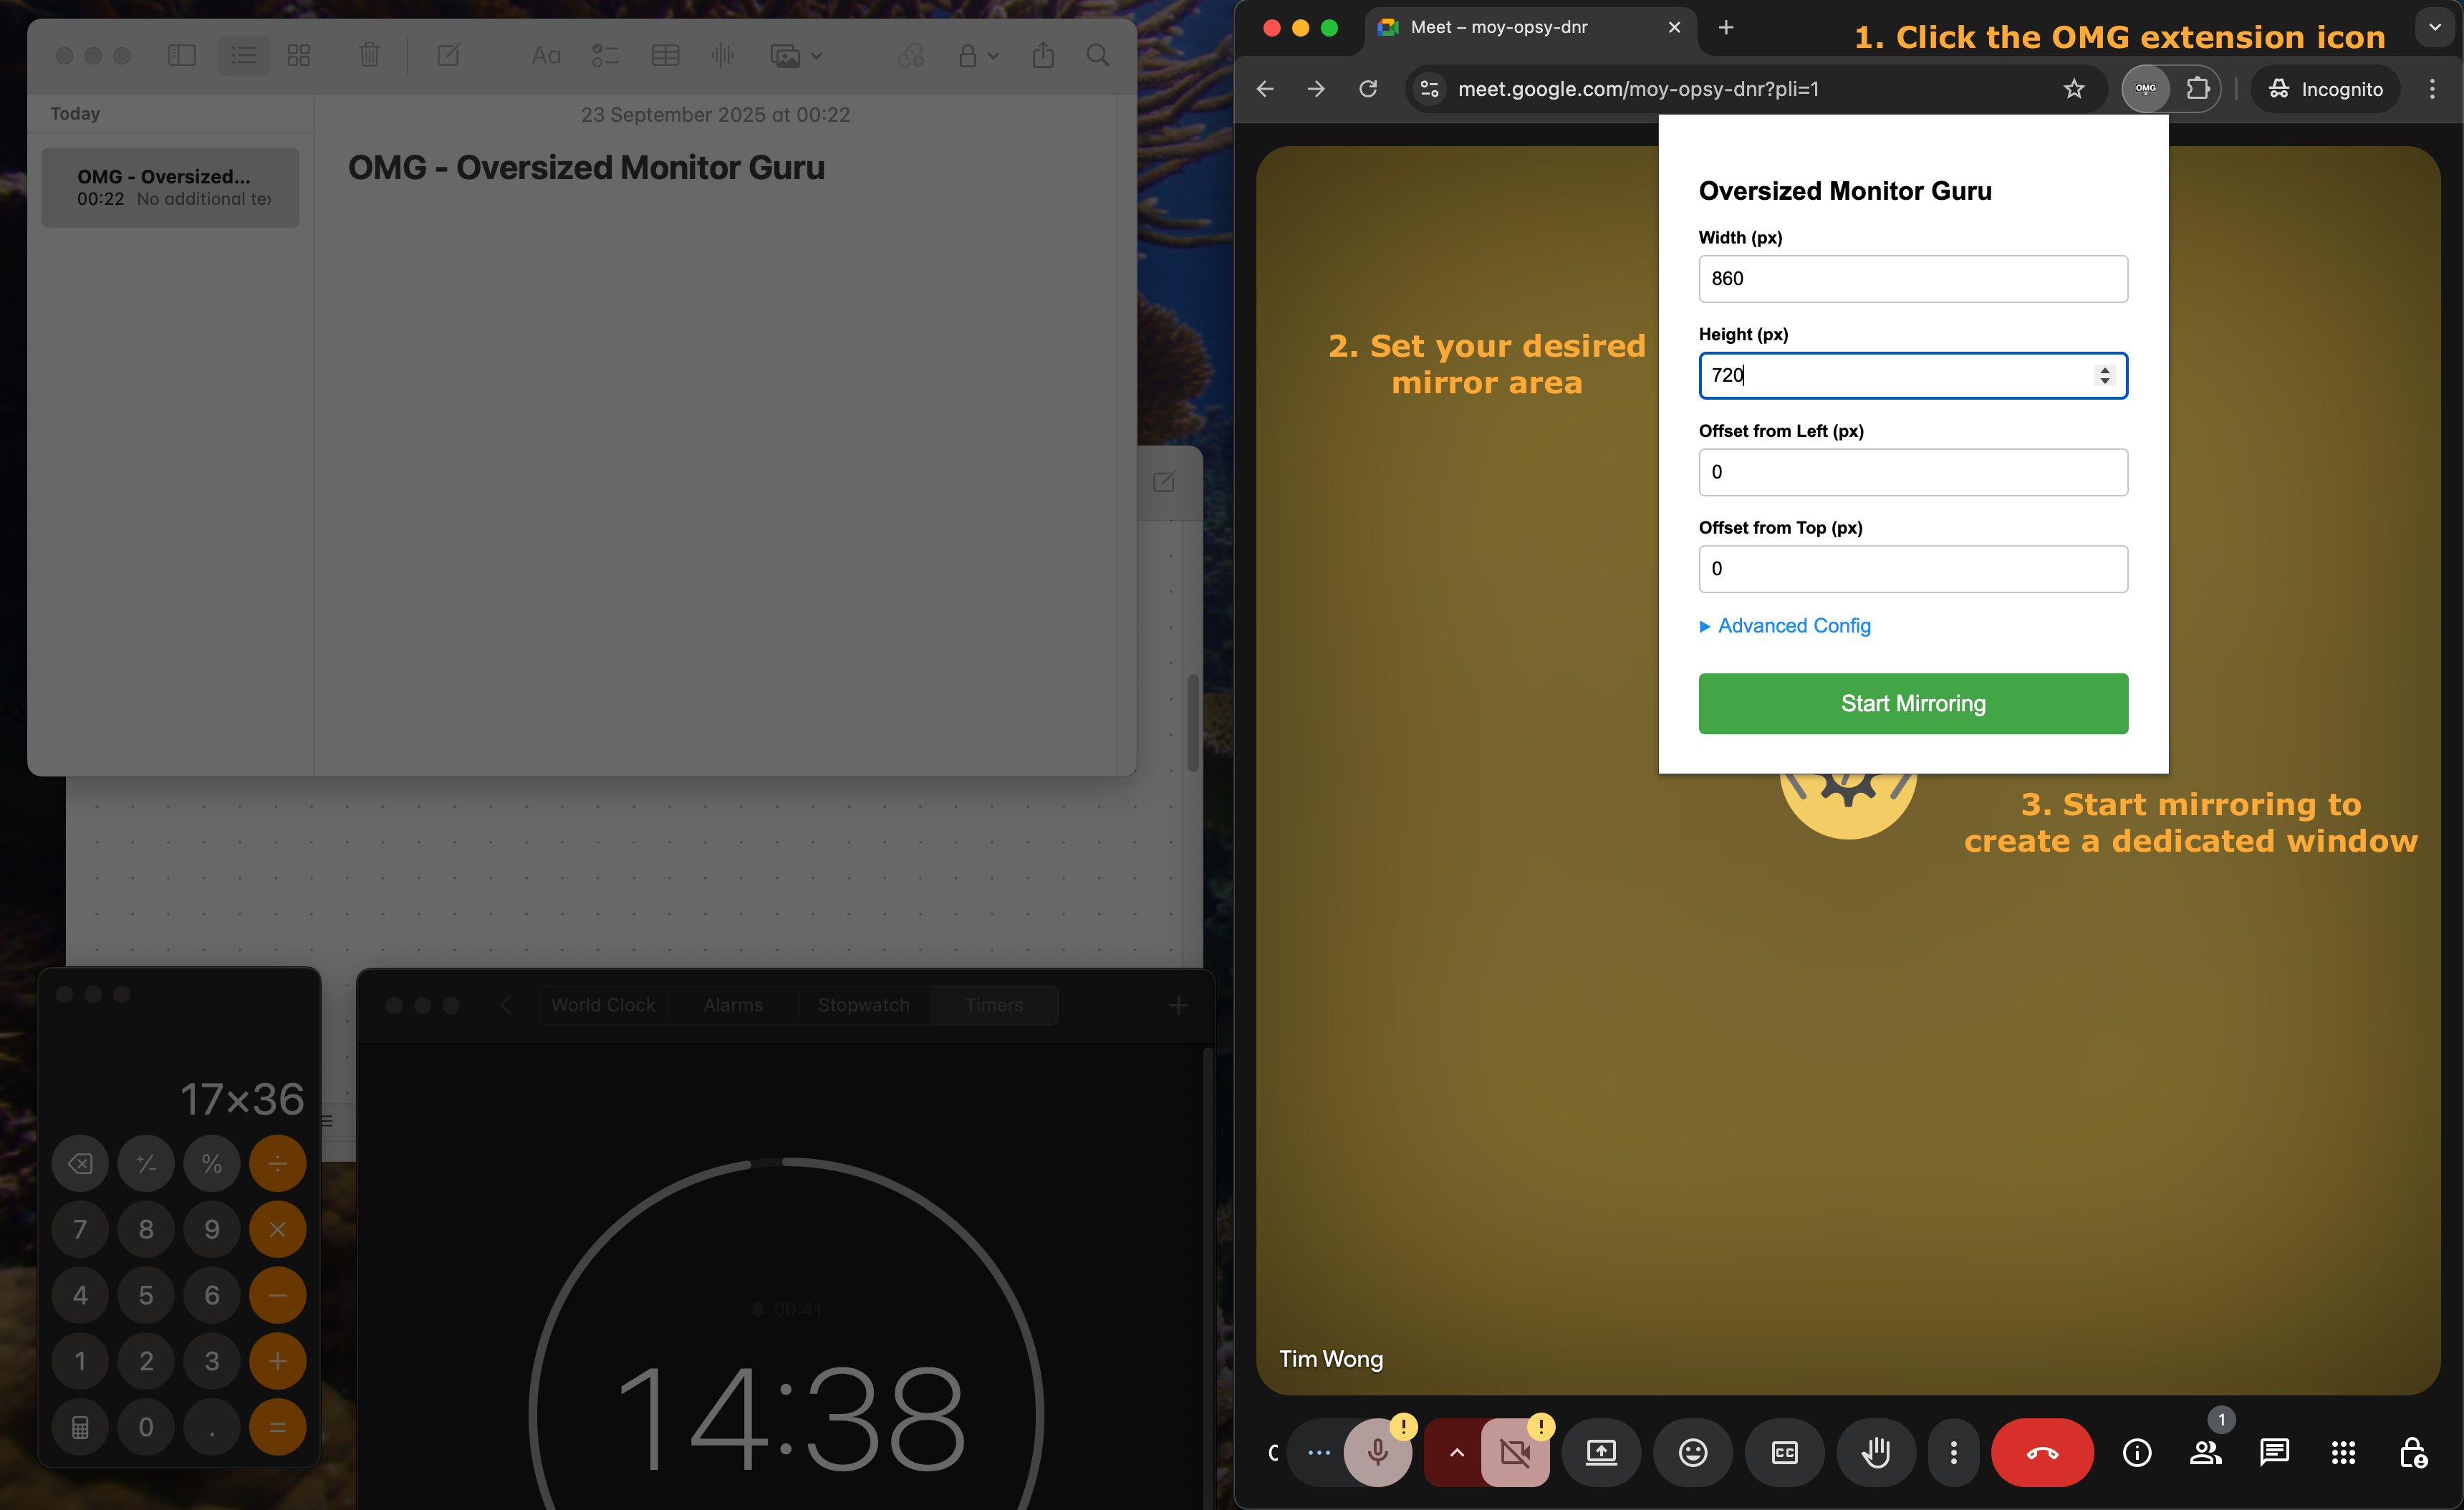 Today
OMG - Oversized...
00:22 No additional te
23 September 2025 at 00:22
OMG - Oversized Monitor Guru
Aa
17×36
+/-
%
÷
7 8 9 ×
4 5 6 −
1 2 3 +
0 . =
World Clock Alarms Stopwatch Timers
00:41
14:38
Meet – moy-opsy-dnr
1. Click the OMG extension icon
meet.google.com/moy-opsy-dnr?pli=1
OMG
Incognito
Oversized Monitor Guru
Width (px)
860
Height (px)
720
Offset from Left (px)
0
Offset from Top (px)
0
Advanced Config
Start Mirroring
2. Set your desired
mirror area
3. Start mirroring to
create a dedicated window
Tim Wong
!
!
CC
1